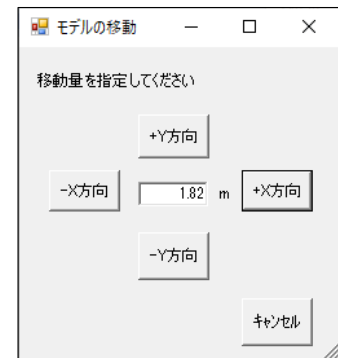 モデルの移動
移動量を指定してください
+Y方向
-X方向 1.82 m +X方向
-Y方向
キャンセル